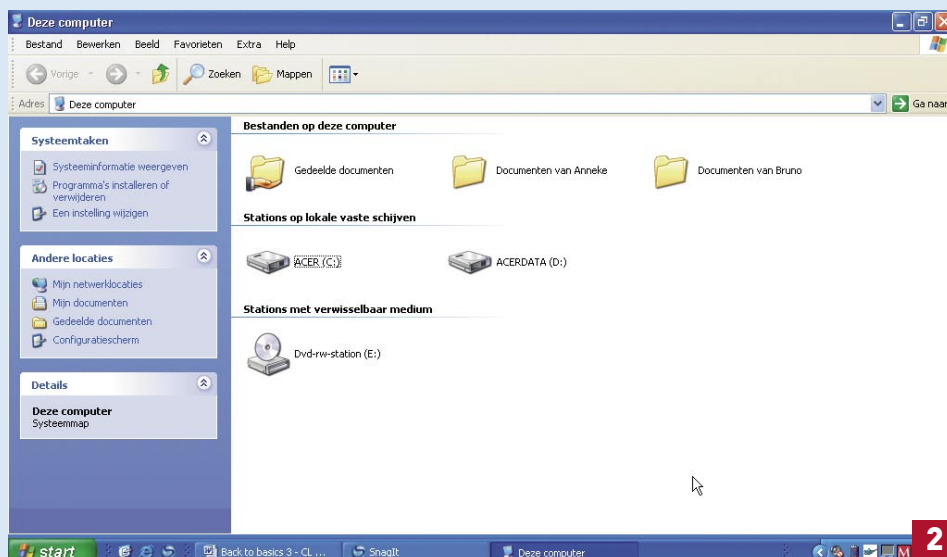 Deze computer
Bestand Bewerken Beeld Favorieten Extra Help
Vorige Zoeken Mappen
Adres Deze computer Ga naar
Systeemtaken
Systeeminformatie weergeven
Programma's installeren of
verwijderen
Een instelling wijzigen
Andere locaties
Mijn netwerklocaties
Mijn documenten
Gedeelde documenten
Configuratiescherm
Details
Deze computer
Systeemmap
Bestanden op deze computer
Gedeelde documenten Documenten van Anneke Documenten van Bruno
Stations op lokale vaste schijven
ACER (C:) ACERDATA (D:)
Stations met verwisselbaar medium
Dvd-rw-station (E:)
start Back to basics 3 - CL ... SnagIt Deze computer
2